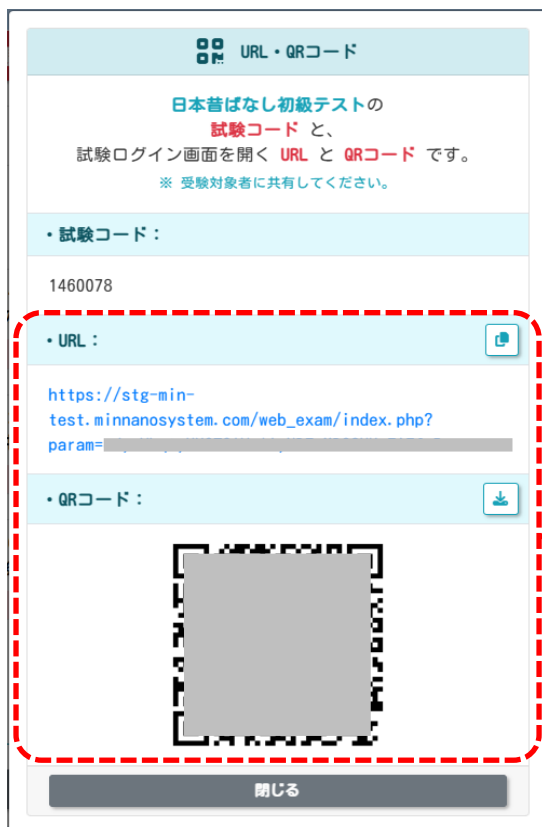 URL・QRコード
日本昔ばなし初級テストの
試験コード と、
試験ログイン画面を開く URL と QRコード です。
※ 受験対象者に共有してください。
・試験コード：
1460078
・URL：
https://stg-min-
test.minnanosystem.com/web_exam/index.php?
param=
・QRコード：
閉じる